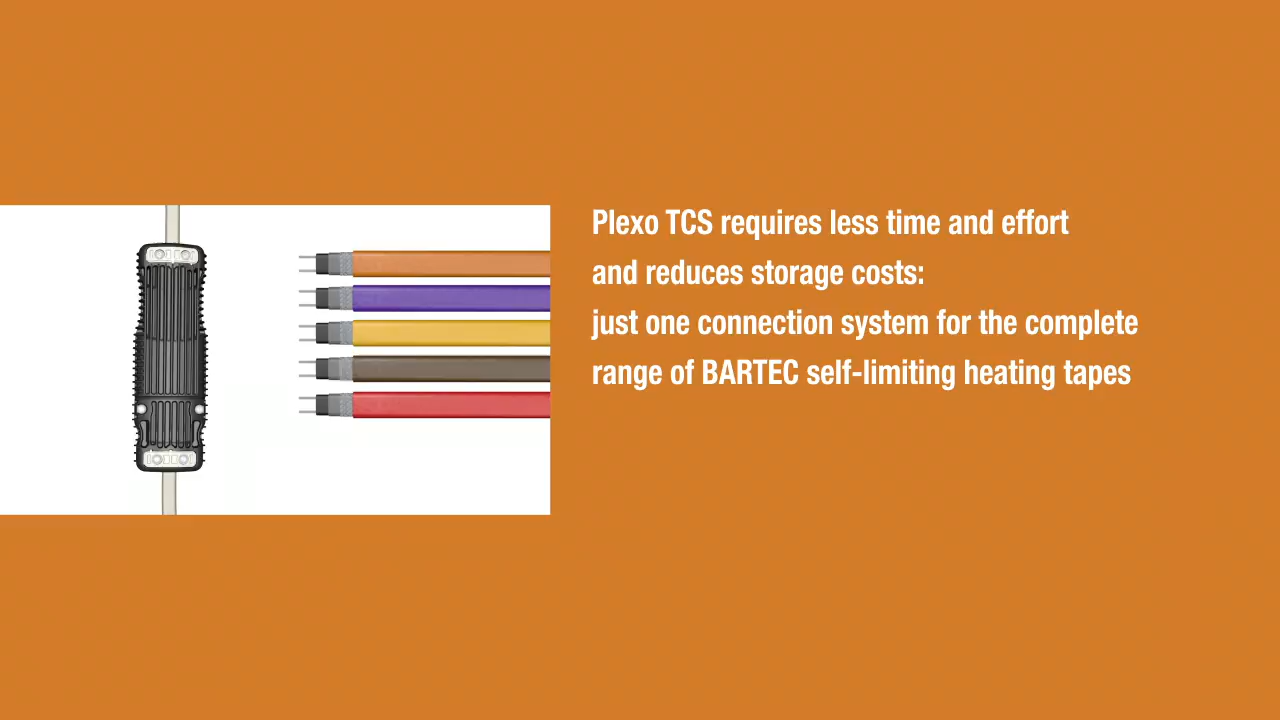 Plexo TCS requires less time and effort
and reduces storage costs:
just one connection system for the complete
range of BARTEC self-limiting heating tapes